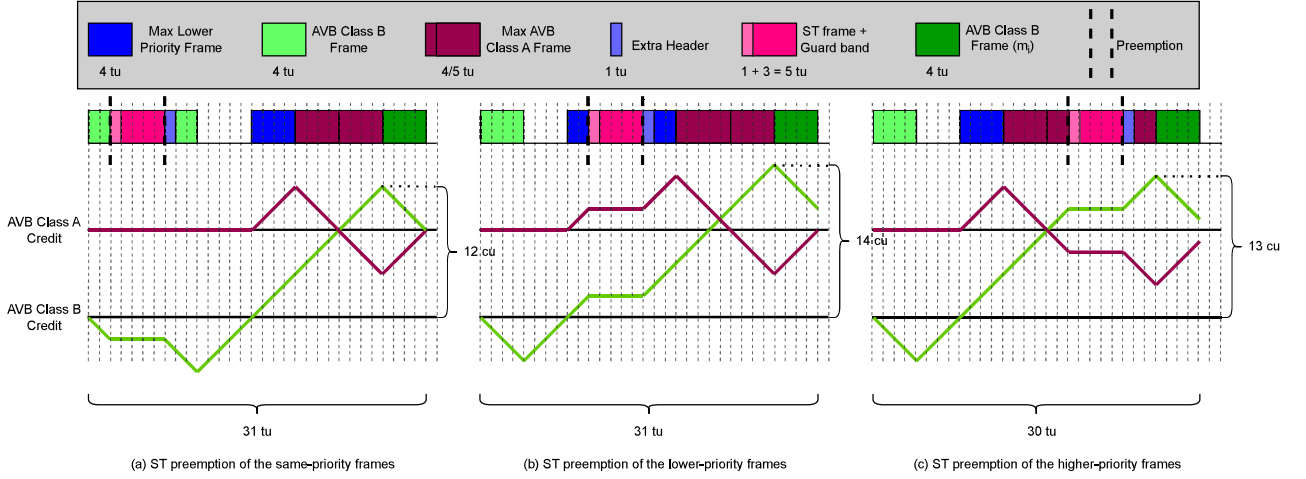 Max Lower
Priority Frame
4 tu
AVB Class B
Frame
4 tu
Max AVB
Class A Frame
4/5 tu
Extra Header
1 tu
ST frame +
Guard band
1 + 3 = 5 tu
AVB Class B
Frame (mi)
4 tu
Preemption
AVB Class A
Credit
AVB Class B
Credit
12 cu
14 cu
13 cu
31 tu
31 tu
30 tu
(a) ST preemption of the same-priority frames
(b) ST preemption of the lower-priority frames
(c) ST preemption of the higher-priority frames